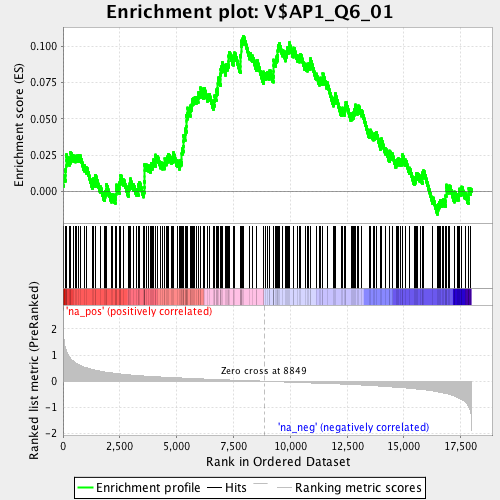 Enrichment plot: V$AP1_Q6_01
Enrichment score (ES)
0.100
0.075
0.050
0.025
0.000
'na_pos' (positively correlated)
Ranked list metric (PreRanked)
2
1
0
-1
-2
Zero cross at 8849
'na_neg' (negatively correlated)
0
2,500
5,000
7,500
10,000
12,500
15,000
17,500
Rank in Ordered Dataset
Enrichment profile
Hits
Ranking metric scores